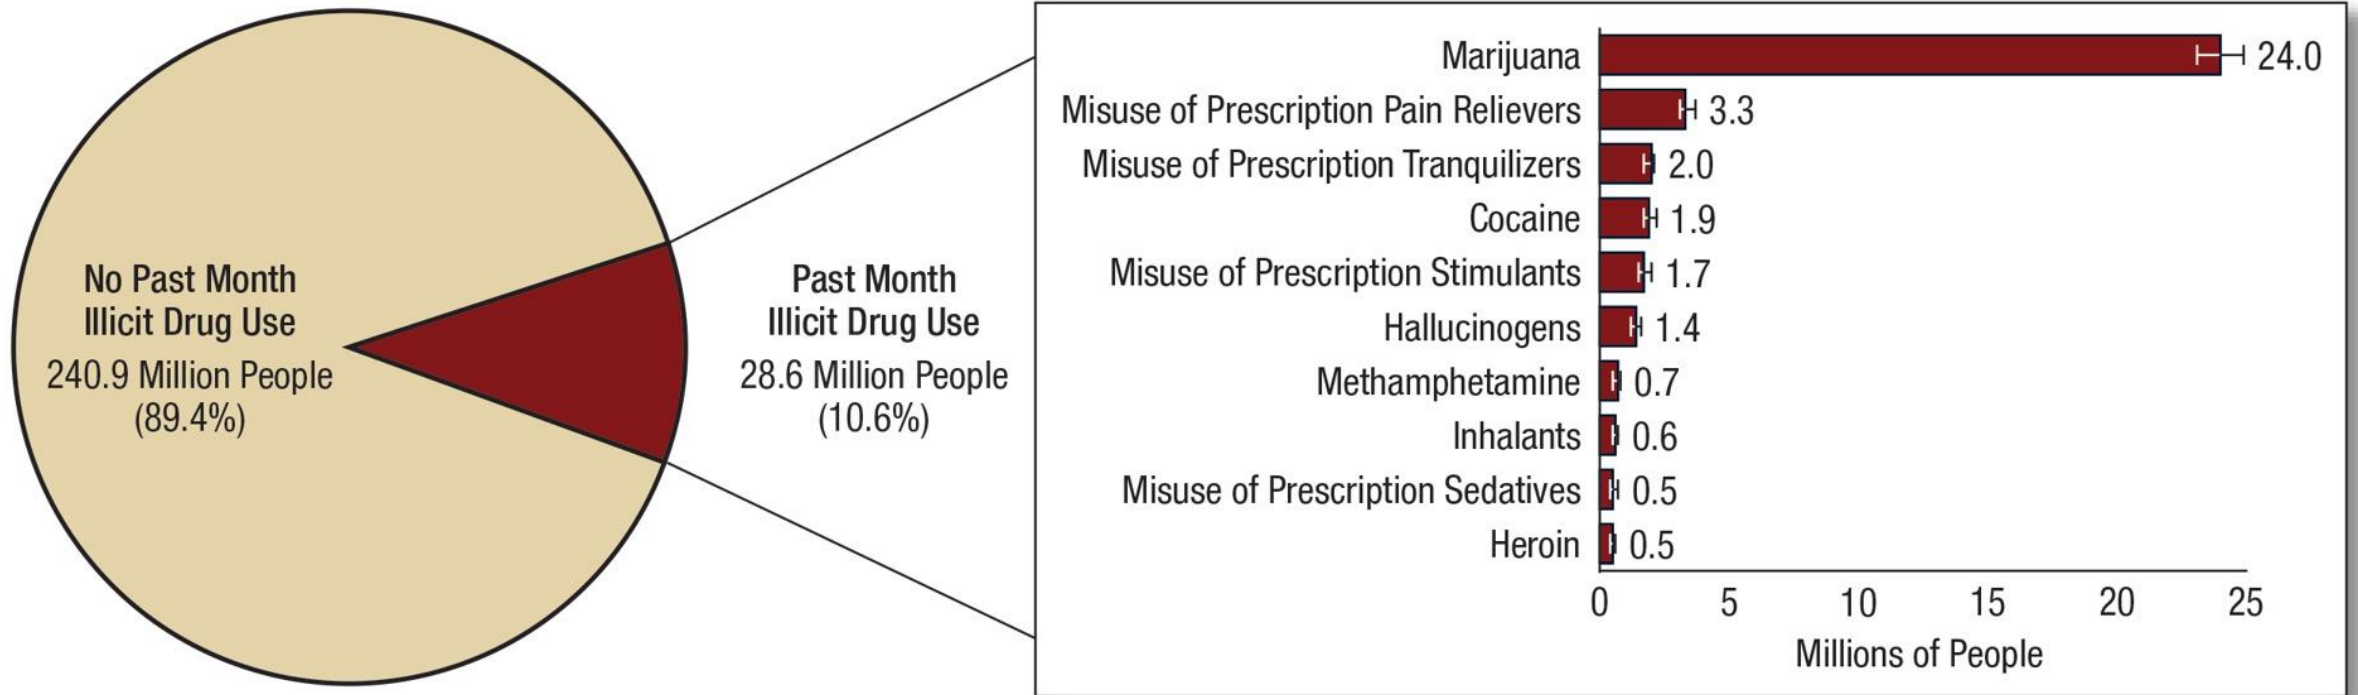 No Past Month
Illicit Drug Use
240.9 Million People
(89.4%)
Past Month
Illicit Drug Use
28.6 Million People
(10.6%)
Marijuana 24.0
Misuse of Prescription Pain Relievers 3.3
Misuse of Prescription Tranquilizers 2.0
Cocaine 1.9
Misuse of Prescription Stimulants 1.7
Hallucinogens 1.4
Methamphetamine 0.7
Inhalants 0.6
Misuse of Prescription Sedatives 0.5
Heroin 0.5
0 5 10 15 20 25
Millions of People